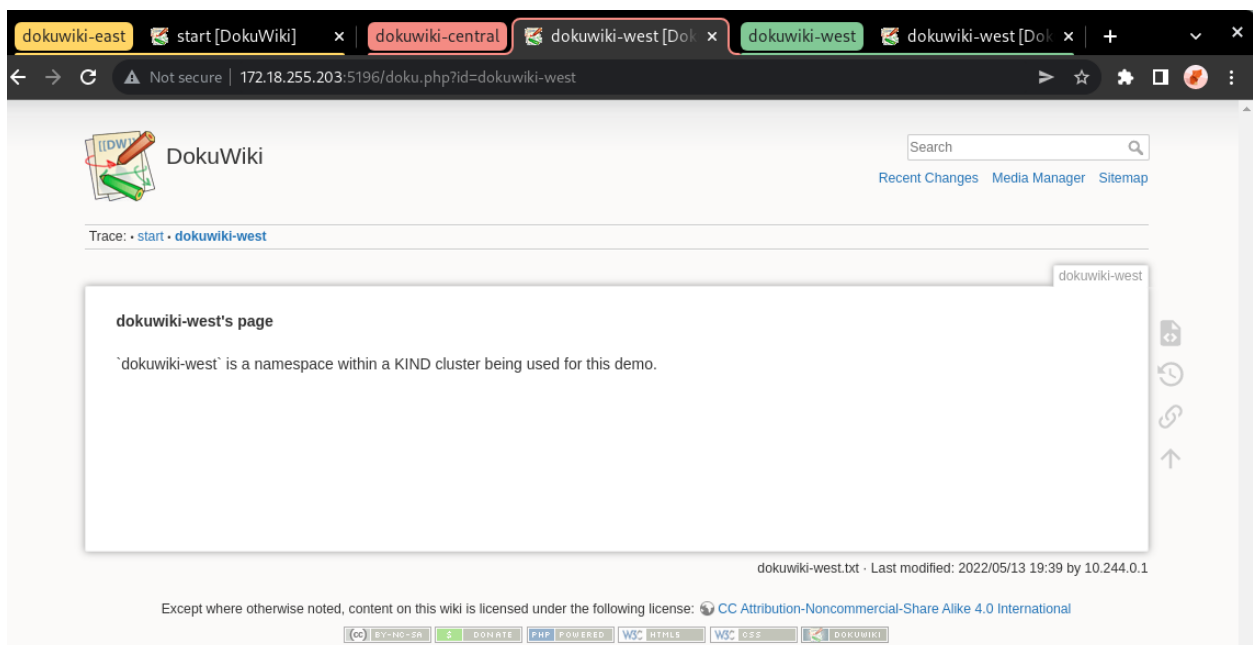 dokuwiki-east start [DokuWiki] dokuwiki-central dokuwiki-west [Dok dokuwiki-west dokuwiki-west [Dok
Not secure | 172.18.255.203:5196/doku.php?id=dokuwiki-west
[[DW]] DokuWiki
Search
Recent Changes Media Manager Sitemap
Trace: • start • dokuwiki-west
dokuwiki-west
dokuwiki-west's page
`dokuwiki-west` is a namespace within a KIND cluster being used for this demo.
dokuwiki-west.txt · Last modified: 2022/05/13 19:39 by 10.244.0.1
Except where otherwise noted, content on this wiki is licensed under the following license: CC Attribution-Noncommercial-Share Alike 4.0 International
(cc) BY-NC-SA $ DONATE PHP POWERED W3C HTML5 W3C CSS DOKUWIKI